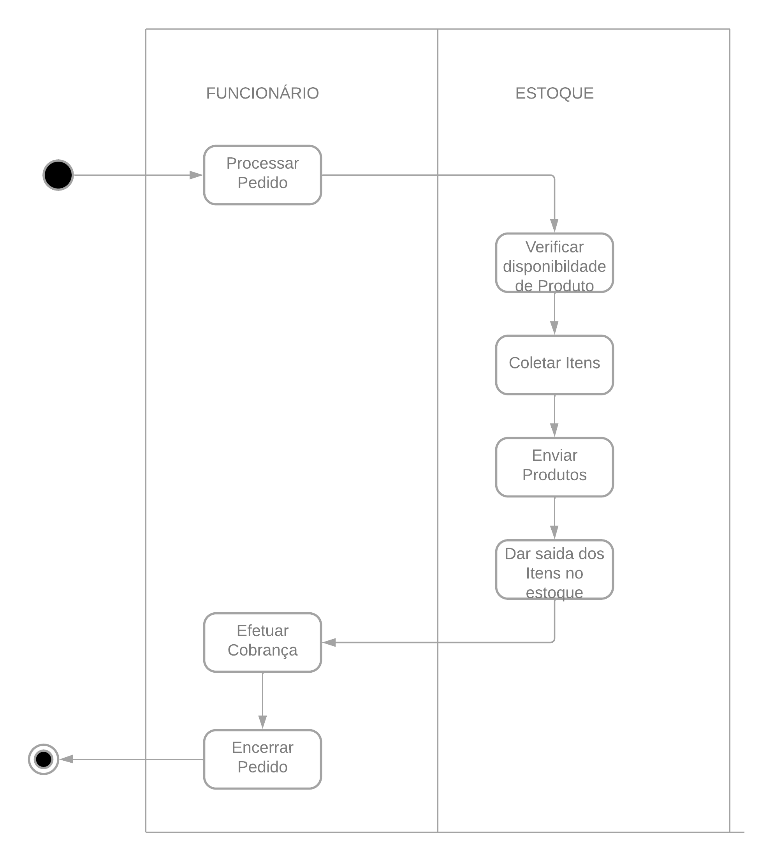 FUNCIONÁRIO
ESTOQUE
Processar
Pedido
Verificar
disponibildade
de Produto
Coletar Itens
Enviar
Produtos
Dar saida dos
Itens no
estoque
Efetuar
Cobrança
Encerrar
Pedido